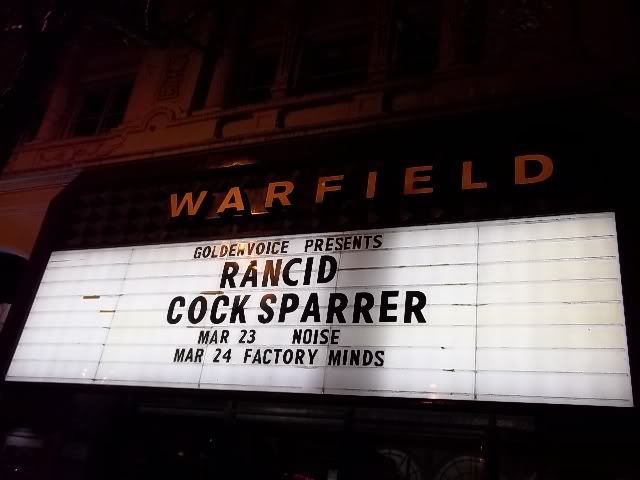 WARFIELD
GOLDENVOICE PRESENTS
RANCID
COCK SPARRER
MAR 23 NOISE
MAR 24 FACTORY MINDS